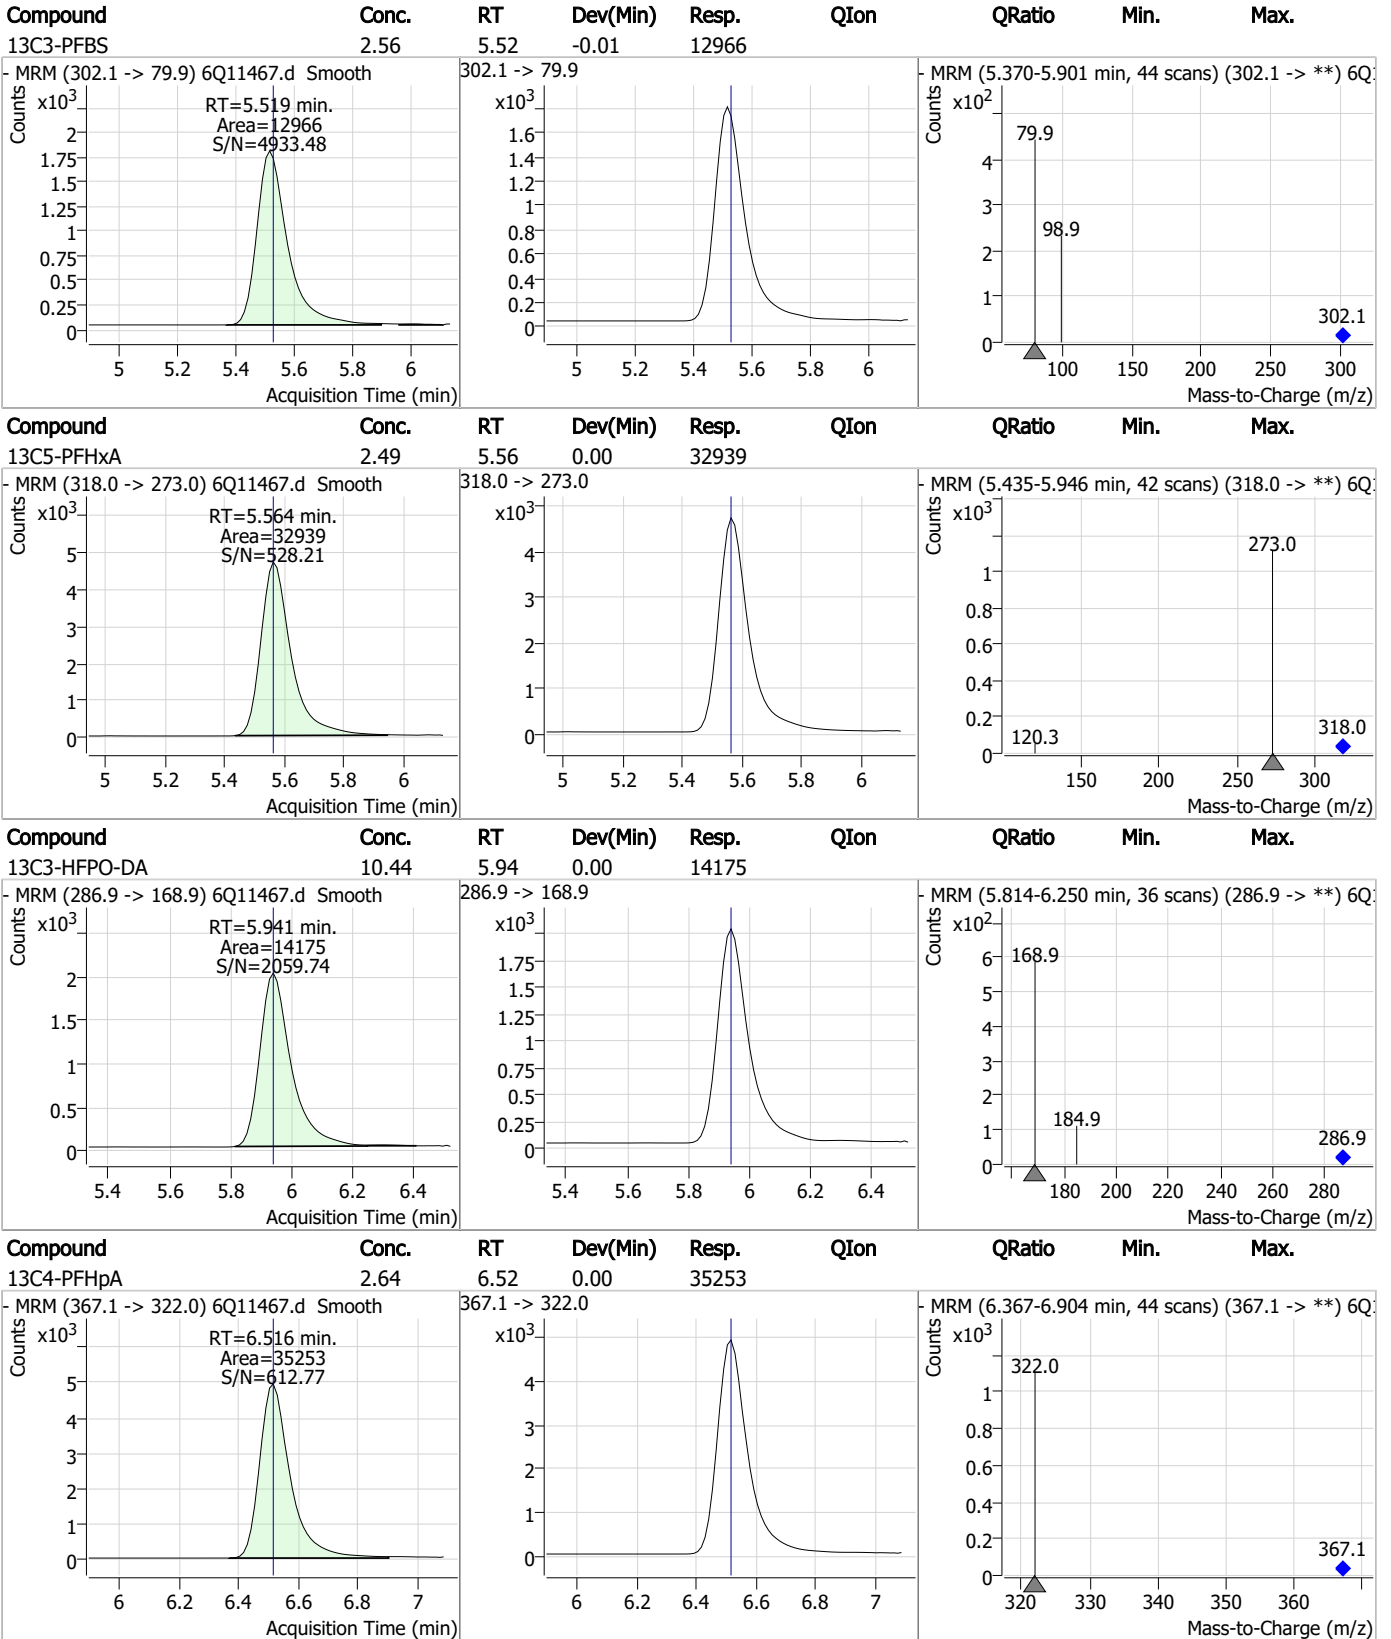 Compound Conc. RT Dev(Min) Resp. QIon QRatio Min. Max.
13C3-PFBS 2.56 5.52 -0.01 12966
- MRM (302.1 -> 79.9) 6Q11467.d Smooth
Counts
x10³
RT=5.519 min.
Area=12966
S/N=4933.48
2
1.75
1.5
1.25
1
0.75
0.5
0.25
0
5 5.2 5.4 5.6 5.8 6
Acquisition Time (min)
302.1 -> 79.9
x10³
1.6
1.4
1.2
1
0.8
0.6
0.4
0.2
0
5 5.2 5.4 5.6 5.8 6
- MRM (5.370-5.901 min, 44 scans) (302.1 -> **) 6Q
Counts
x10²
79.9
98.9
302.1
4
3
2
1
0
100 150 200 250 300
Mass-to-Charge (m/z)
Compound Conc. RT Dev(Min) Resp. QIon QRatio Min. Max.
13C5-PFHxA 2.49 5.56 0.00 32939
- MRM (318.0 -> 273.0) 6Q11467.d Smooth
Counts
x10³
RT=5.564 min.
Area=32939
S/N=528.21
5
4
3
2
1
0
5 5.2 5.4 5.6 5.8 6
Acquisition Time (min)
318.0 -> 273.0
x10³
4
3
2
1
0
5 5.2 5.4 5.6 5.8 6
- MRM (5.435-5.946 min, 42 scans) (318.0 -> **) 6Q
Counts
x10³
273.0
120.3
318.0
1
0.8
0.6
0.4
0.2
0
150 200 250 300
Mass-to-Charge (m/z)
Compound Conc. RT Dev(Min) Resp. QIon QRatio Min. Max.
13C3-HFPO-DA 10.44 5.94 0.00 14175
- MRM (286.9 -> 168.9) 6Q11467.d Smooth
Counts
x10³
RT=5.941 min.
Area=14175
S/N=2059.74
2
1.5
1
0.5
0
5.4 5.6 5.8 6 6.2 6.4
Acquisition Time (min)
286.9 -> 168.9
x10³
1.75
1.5
1.25
1
0.75
0.5
0.25
0
5.4 5.6 5.8 6 6.2 6.4
- MRM (5.814-6.250 min, 36 scans) (286.9 -> **) 6Q
Counts
x10²
168.9
184.9
286.9
6
5
4
3
2
1
0
180 200 220 240 260 280
Mass-to-Charge (m/z)
Compound Conc. RT Dev(Min) Resp. QIon QRatio Min. Max.
13C4-PFHpA 2.64 6.52 0.00 35253
- MRM (367.1 -> 322.0) 6Q11467.d Smooth
Counts
x10³
RT=6.516 min.
Area=35253
S/N=612.77
5
4
3
2
1
0
6 6.2 6.4 6.6 6.8 7
Acquisition Time (min)
367.1 -> 322.0
x10³
4
3
2
1
0
6 6.2 6.4 6.6 6.8 7
- MRM (6.367-6.904 min, 44 scans) (367.1 -> **) 6Q
Counts
x10³
322.0
367.1
1
0.8
0.6
0.4
0.2
0
320 330 340 350 360
Mass-to-Charge (m/z)